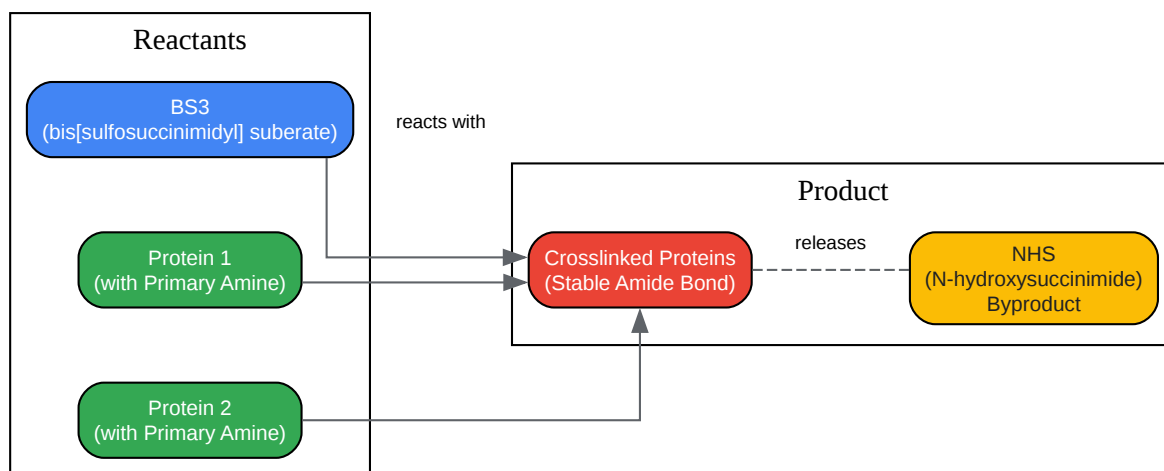 Reactants
BS3
(bis[sulfosuccinimidyl] suberate)
reacts with
Protein 1
(with Primary Amine)
Protein 2
(with Primary Amine)
Product
Crosslinked Proteins
(Stable Amide Bond)
releases
NHS
(N-hydroxysuccinimide)
Byproduct